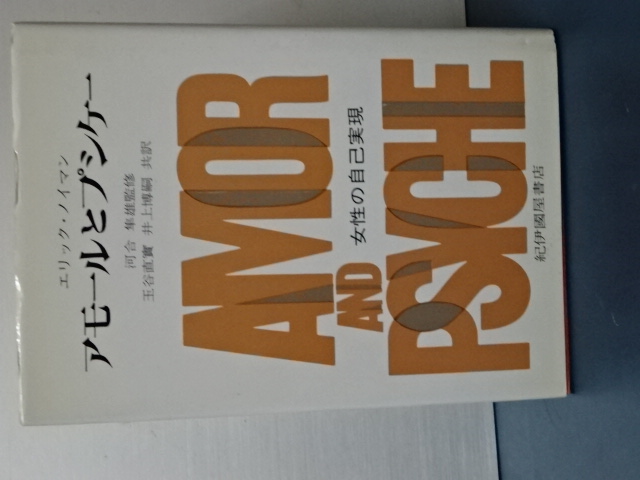 エリック・ノイマン
アモールとプシケー
河合 隼雄監修
玉谷直實 井上博嗣 共訳
AMOR
AND
PSYCHE
女性の自己実現
紀伊國屋書店